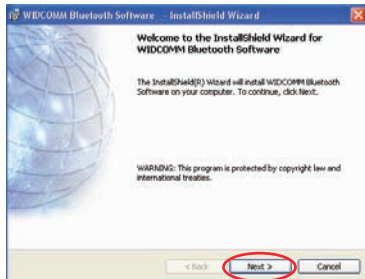 WIDCOMM Bluetooth Software - InstallShield Wizard
Welcome to the InstallShield Wizard for
WIDCOMM Bluetooth Software
The InstallShield(R) Wizard will install WIDCOMM Bluetooth
Software on your computer. To continue, click Next.
WARNING: This program is protected by copyright law and
international treaties.
< Back
Next >
Cancel